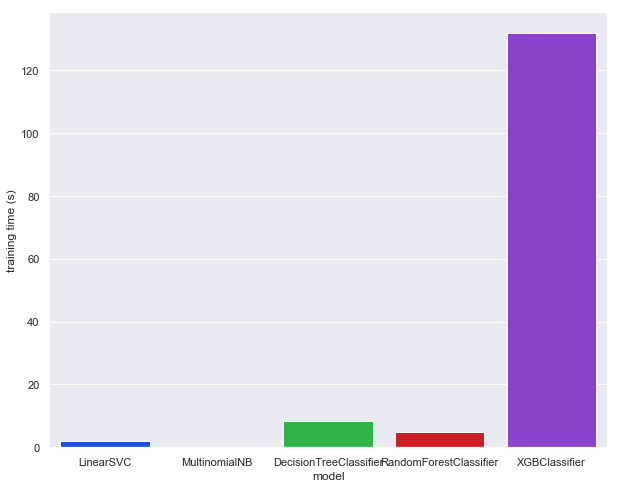 training time (s)
120
100
80
60
40
20
0
LinearSVC MultinomialNB DecisionTreeClassifier RandomForestClassifier XGBClassifier
model